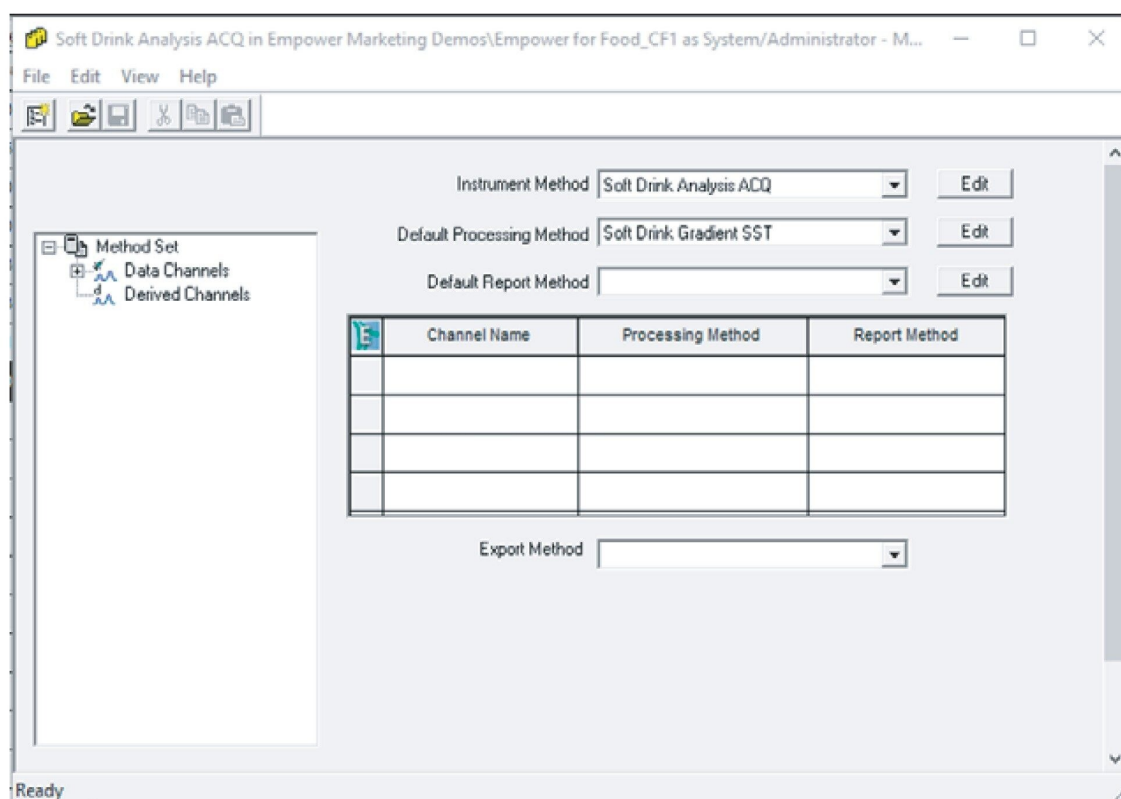 Soft Drink Analysis ACQ in Empower Marketing Demos\Empower for Food_CF1 as System/Administrator - M...
File Edit View Help
Instrument Method Soft Drink Analysis ACQ Edit
Default Processing Method Soft Drink Gradient SST Edit
Method Set
Data Channels
Derived Channels
Default Report Method Edit
Channel Name Processing Method Report Method
Export Method
Ready